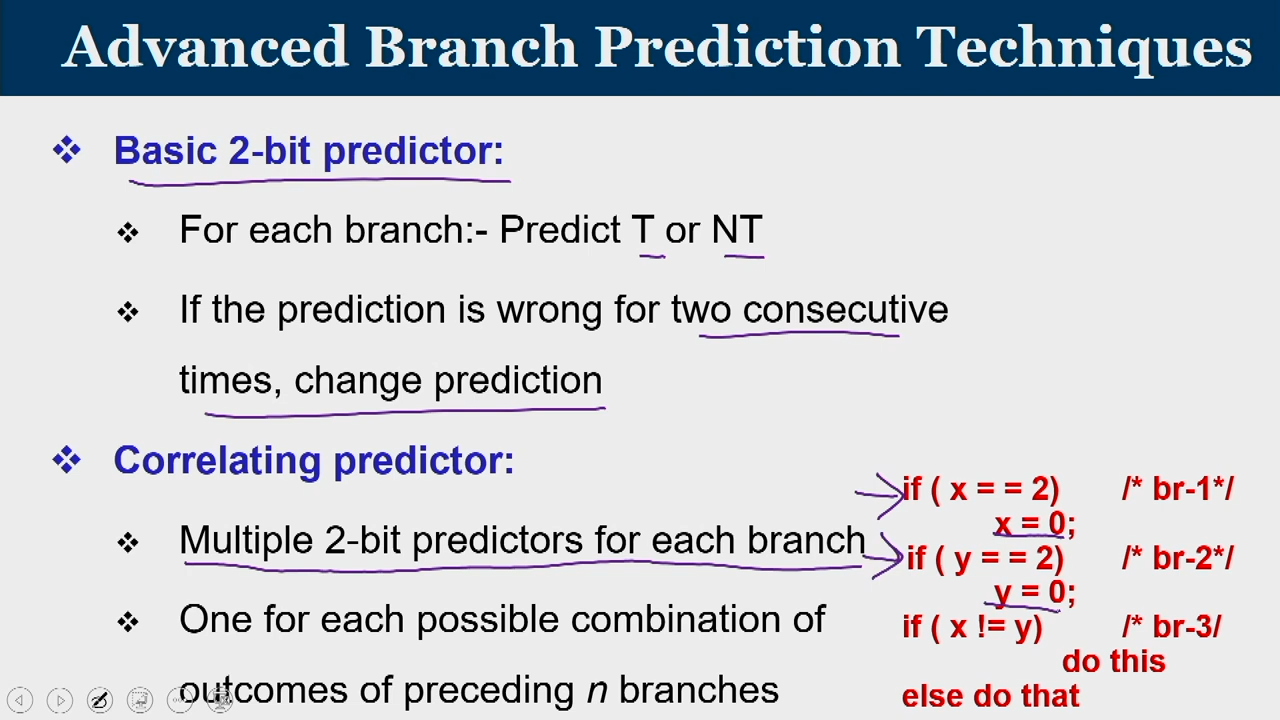 Advanced Branch Prediction Techniques
❖ Basic 2-bit predictor:
❖ For each branch:- Predict T or NT
❖ If the prediction is wrong for two consecutive
times, change prediction
❖ Correlating predictor:
❖ Multiple 2-bit predictors for each branch
❖ One for each possible combination of
outcomes of preceding n branches
if ( x = = 2) /* br-1*/
x = 0;
if ( y = = 2) /* br-2*/
y = 0;
if ( x != y) /* br-3/
do this
else do that